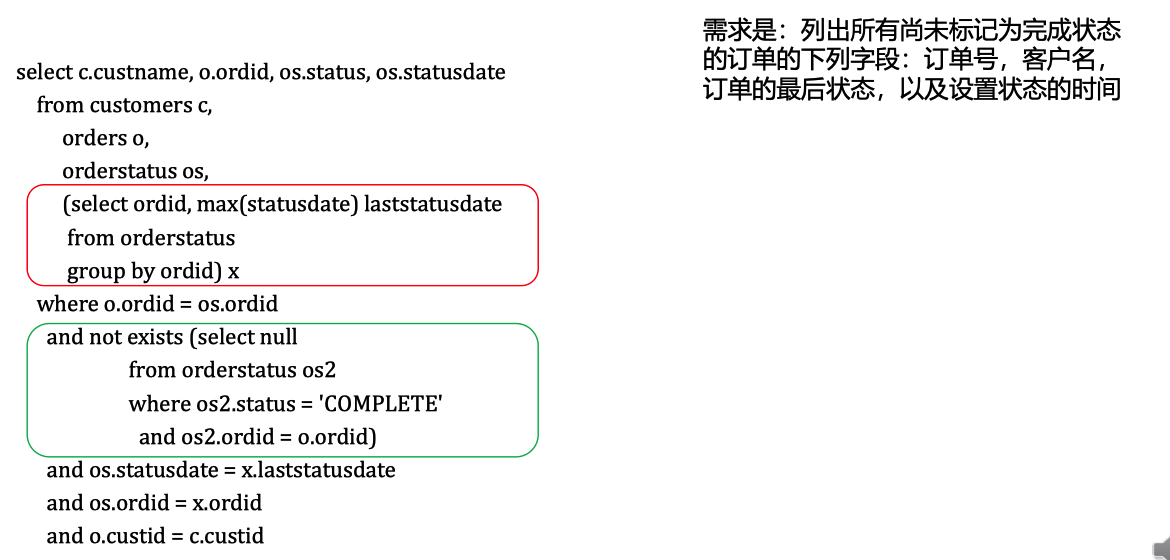 需求是：列出所有尚未标记为完成状态
的订单的下列字段：订单号，客户名，
订单的最后状态，以及设置状态的时间
select c.custname, o.ordid, os.status, os.statusdate
from customers c,
orders o,
orderstatus os,
(select ordid, max(statusdate) laststatusdate
from orderstatus
group by ordid) x
where o.ordid = os.ordid
and not exists (select null
from orderstatus os2
where os2.status = 'COMPLETE'
and os2.ordid = o.ordid)
and os.statusdate = x.laststatusdate
and os.ordid = x.ordid
and o.custid = c.custid